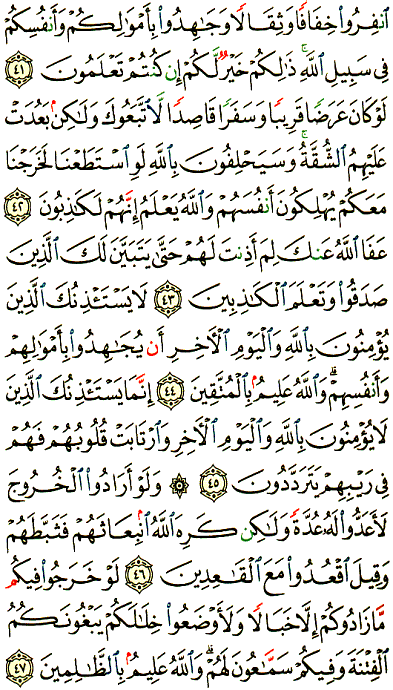 ٱنفِرُوا۟ خِفَافًا وَثِقَالًا وَجَٰهِدُوا۟ بِأَمْوَٰلِكُمْ وَأَنفُسِكُمْ
فِى سَبِيلِ ٱللَّهِ ۚ ذَٰلِكُمْ خَيْرٌ لَّكُمْ إِن كُنتُمْ تَعْلَمُونَ ٤١
لَوْ كَانَ عَرَضًا قَرِيبًا وَسَفَرًا قَاصِدًا لَّٱتَّبَعُوكَ وَلَٰكِنۢ بَعُدَتْ
عَلَيْهِمُ ٱلشُّقَّةُ ۚ وَسَيَحْلِفُونَ بِٱللَّهِ لَوِ ٱسْتَطَعْنَا لَخَرَجْنَا
مَعَكُمْ يُهْلِكُونَ أَنفُسَهُمْ وَٱللَّهُ يَعْلَمُ إِنَّهُمْ لَكَٰذِبُونَ ٤٢
عَفَا ٱللَّهُ عَنكَ لِمَ أَذِنتَ لَهُمْ حَتَّىٰ يَتَبَيَّنَ لَكَ ٱلَّذِينَ
صَدَقُوا۟ وَتَعْلَمَ ٱلْكَٰذِبِينَ ٤٣ لَا يَسْتَـْٔذِنُكَ ٱلَّذِينَ
يُؤْمِنُونَ بِٱللَّهِ وَٱلْيَوْمِ ٱلْءَاخِرِ أَن يُجَٰهِدُوا۟ بِأَمْوَٰلِهِمْ
وَأَنفُسِهِمْ ۗ وَٱللَّهُ عَلِيمٌۢ بِٱلْمُتَّقِينَ ٤٤ إِنَّمَا يَسْتَـْٔذِنُكَ ٱلَّذِينَ
لَا يُؤْمِنُونَ بِٱللَّهِ وَٱلْيَوْمِ ٱلْءَاخِرِ وَٱرْتَابَتْ قُلُوبُهُمْ فَهُمْ
فِى رَيْبِهِمْ يَتَرَدَّدُونَ ٤٥ ۞ وَلَوْ أَرَادُوا۟ ٱلْخُرُوجَ
لَأَعَدُّوا۟ لَهُۥ عُدَّةً وَلَٰكِن كَرِهَ ٱللَّهُ ٱنۢبِعَاثَهُمْ فَثَبَّطَهُمْ
وَقِيلَ ٱقْعُدُوا۟ مَعَ ٱلْقَٰعِدِينَ ٤٦ لَوْ خَرَجُوا۟ فِيكُم
مَّا زَادُوكُمْ إِلَّا خَبَالًا وَلَأَوْضَعُوا۟ خِلَٰلَكُمْ يَبْغُونَكُمُ
ٱلْفِتْنَةَ وَفِيكُمْ سَمَّٰعُونَ لَهُمْ ۗ وَٱللَّهُ عَلِيمٌۢ بِٱلظَّٰلِمِينَ ٤٧